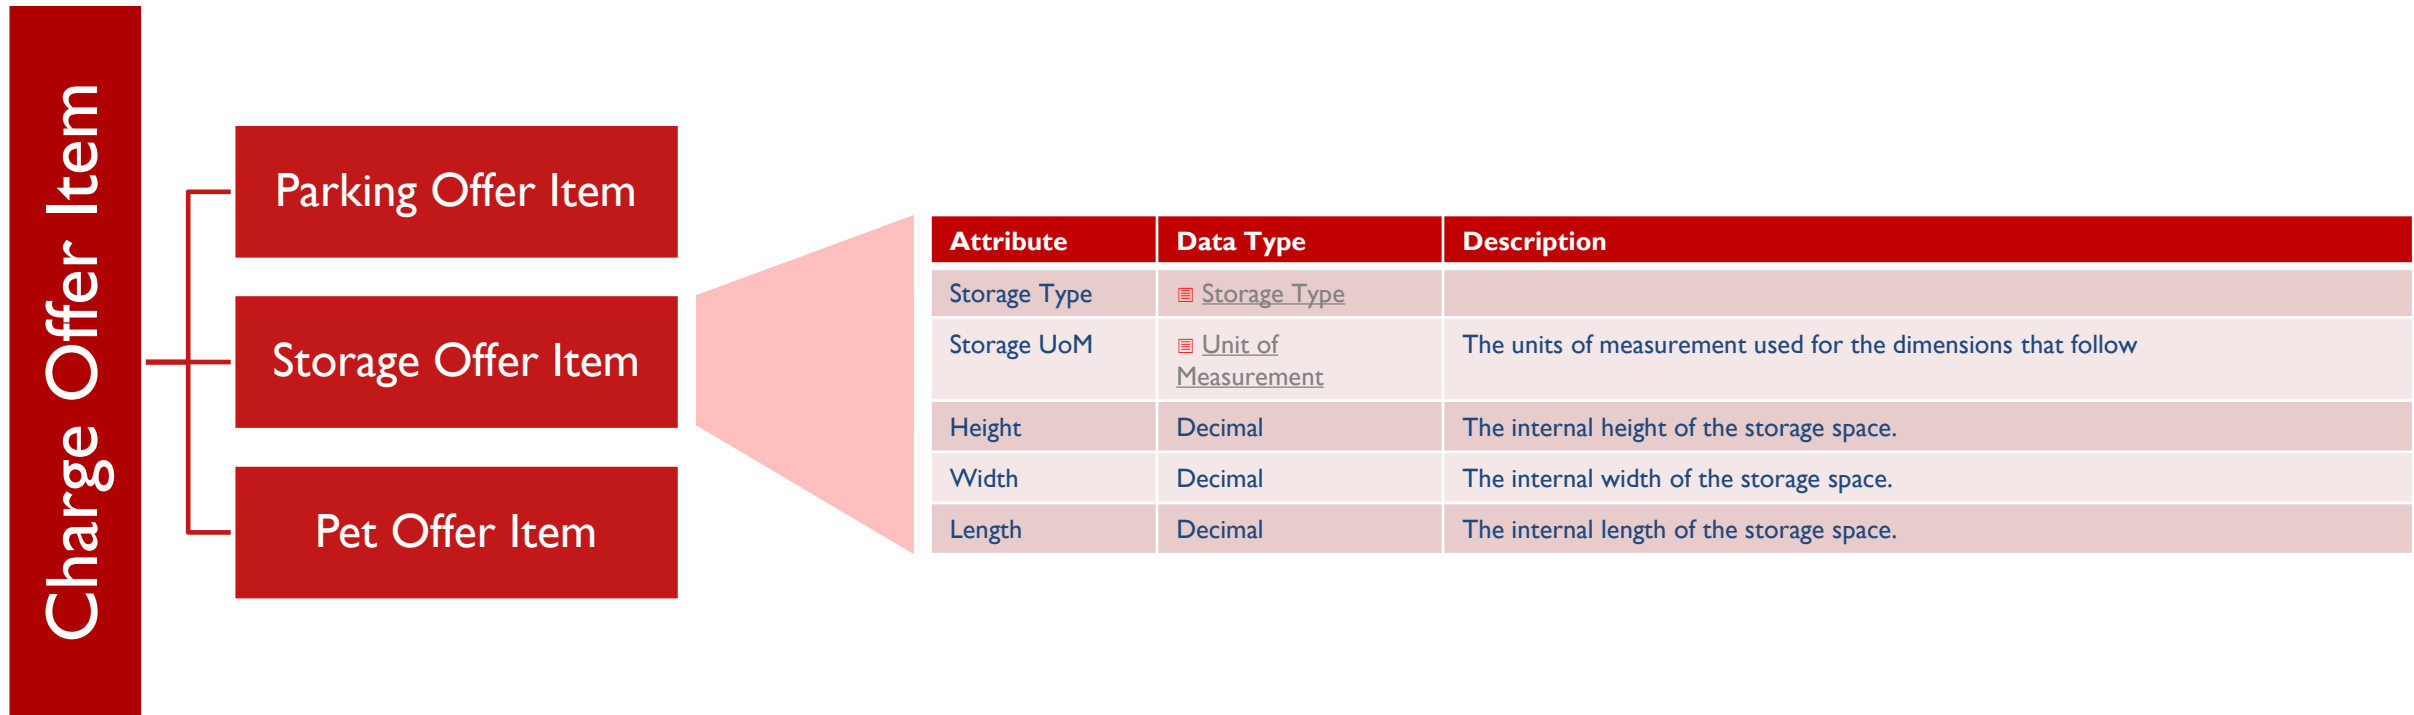 Charge Offer Item
Parking Offer Item
Storage Offer Item
Pet Offer Item
Attribute Data Type Description
Storage Type Storage Type
Storage UoM Unit of The units of measurement used for the dimensions that follow
Measurement
Height Decimal The internal height of the storage space.
Width Decimal The internal width of the storage space.
Length Decimal The internal length of the storage space.